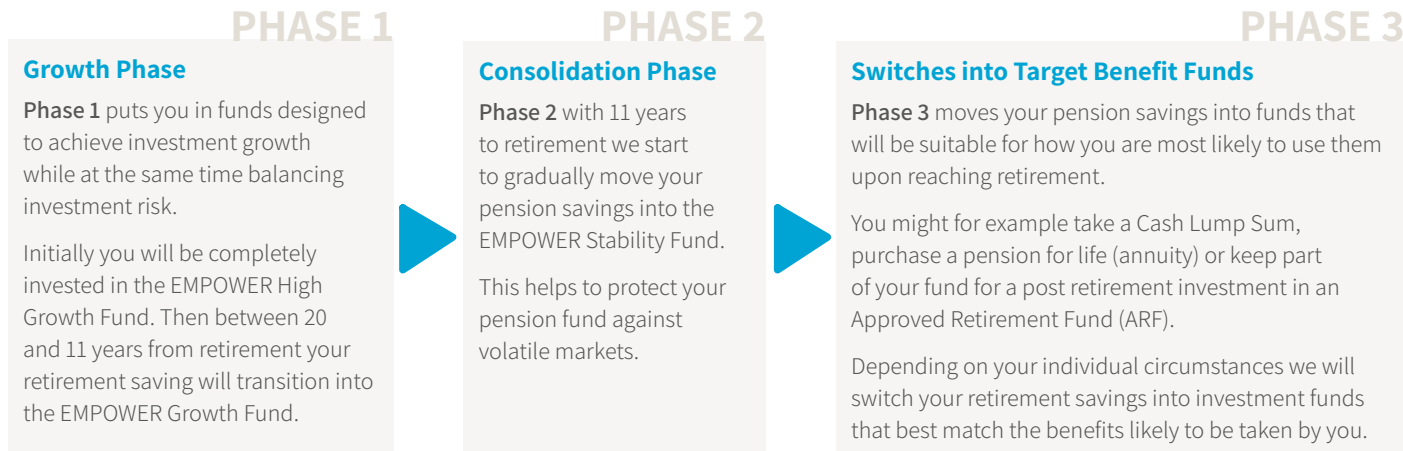 PHASE 1
Growth Phase
Phase 1 puts you in funds designed
to achieve investment growth
while at the same time balancing
investment risk.
Initially you will be completely
invested in the EMPOWER High
Growth Fund. Then between 20
and 11 years from retirement your
retirement saving will transition into
the EMPOWER Growth Fund.
PHASE 2
Consolidation Phase
Phase 2 with 11 years
to retirement we start
to gradually move your
pension savings into the
EMPOWER Stability Fund.
This helps to protect your
pension fund against
volatile markets.
PHASE 3
Switches into Target Benefit Funds
Phase 3 moves your pension savings into funds that
will be suitable for how you are most likely to use them
upon reaching retirement.
You might for example take a Cash Lump Sum,
purchase a pension for life (annuity) or keep part
of your fund for a post retirement investment in an
Approved Retirement Fund (ARF).
Depending on your individual circumstances we will
switch your retirement savings into investment funds
that best match the benefits likely to be taken by you.